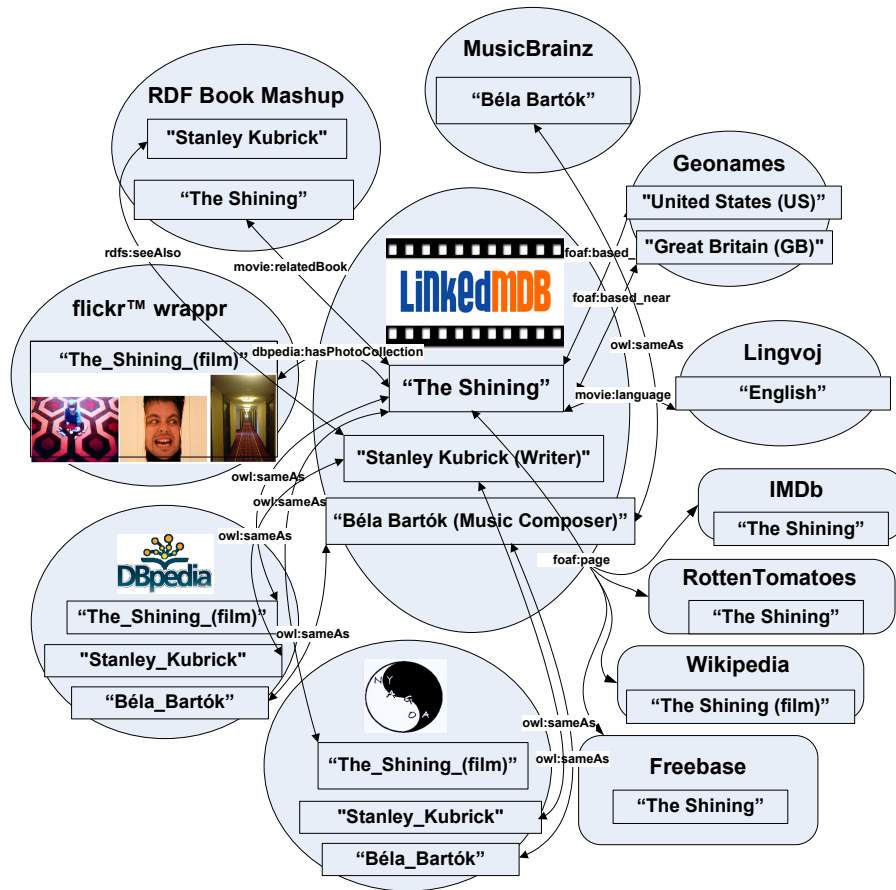 MusicBrainz
“Béla Bartók”
RDF Book Mashup
"Stanley Kubrick"
“The Shining”
Geonames
"United States (US)”
"Great Britain (GB)"
rdfs:seeAlso
movie:relatedBook
foaf:based_
foaf:based_near
LinkedMDB
flickr™ wrappr
“The_Shining_(film)”
dbpedia:hasPhotoCollection
owl:sameAs
Lingvoj
“English”
“The Shining”
movie:language
"Stanley Kubrick (Writer)"
“Béla Bartók (Music Composer)”
owl:sameAs
owl:sameAs
owl:sameAs
IMDb
“The Shining”
foaf:page
RottenTomatoes
“The Shining”
DBpedia
“The_Shining_(film)”
owl:sameAs
"Stanley_Kubrick"
“Béla_Bartók”
Wikipedia
“The Shining (film)”
YAGO
“The_Shining_(film)”
owl:sameAs
owl:sameAs
"Stanley_Kubrick"
“Béla_Bartók”
Freebase
“The Shining”